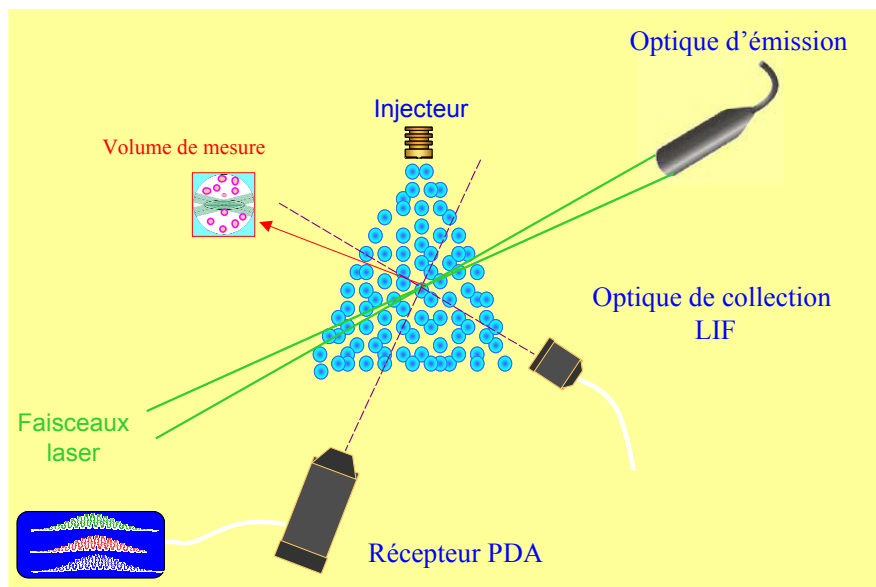 Optique d'émission
Injecteur
Volume de mesure
Optique de collection
LIF
Faisceaux
laser
Récepteur PDA